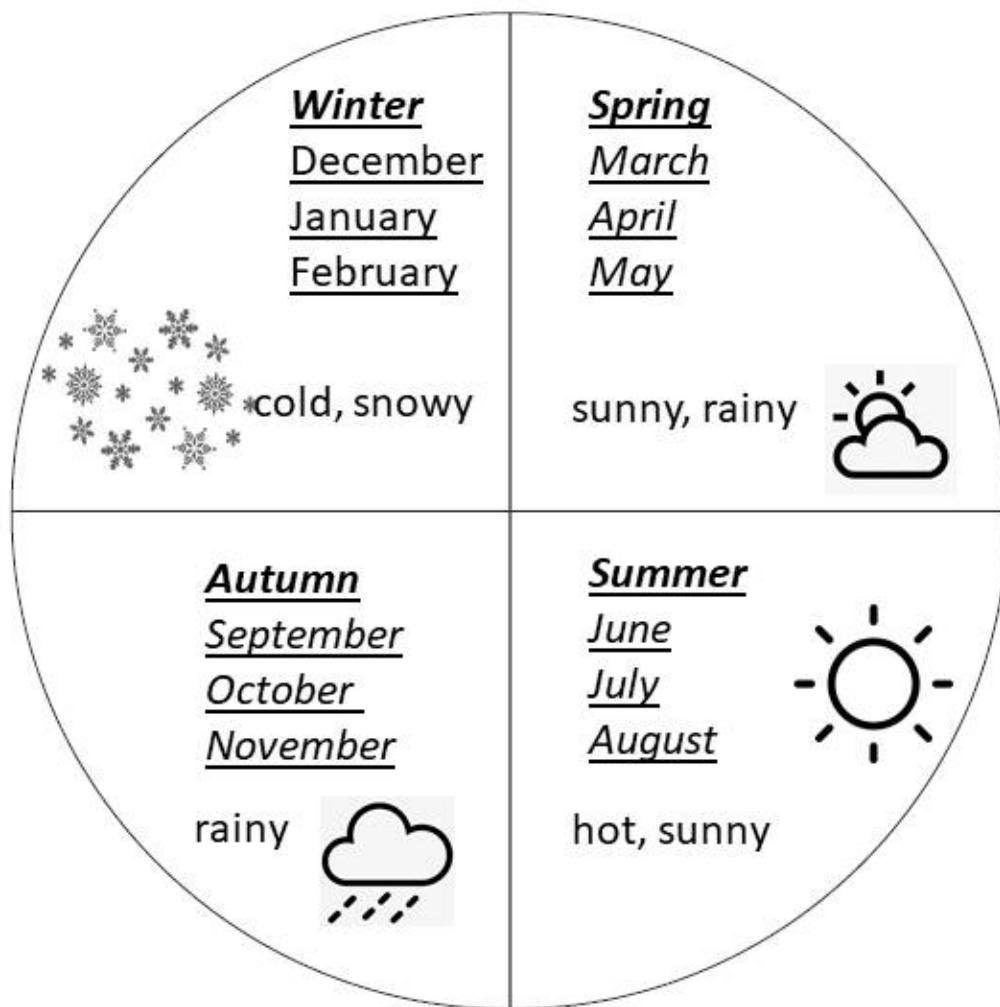 Winter
December
January
February
cold, snowy
Spring
March
April
May
sunny, rainy
Autumn
September
October
November
rainy
Summer
June
July
August
hot, sunny